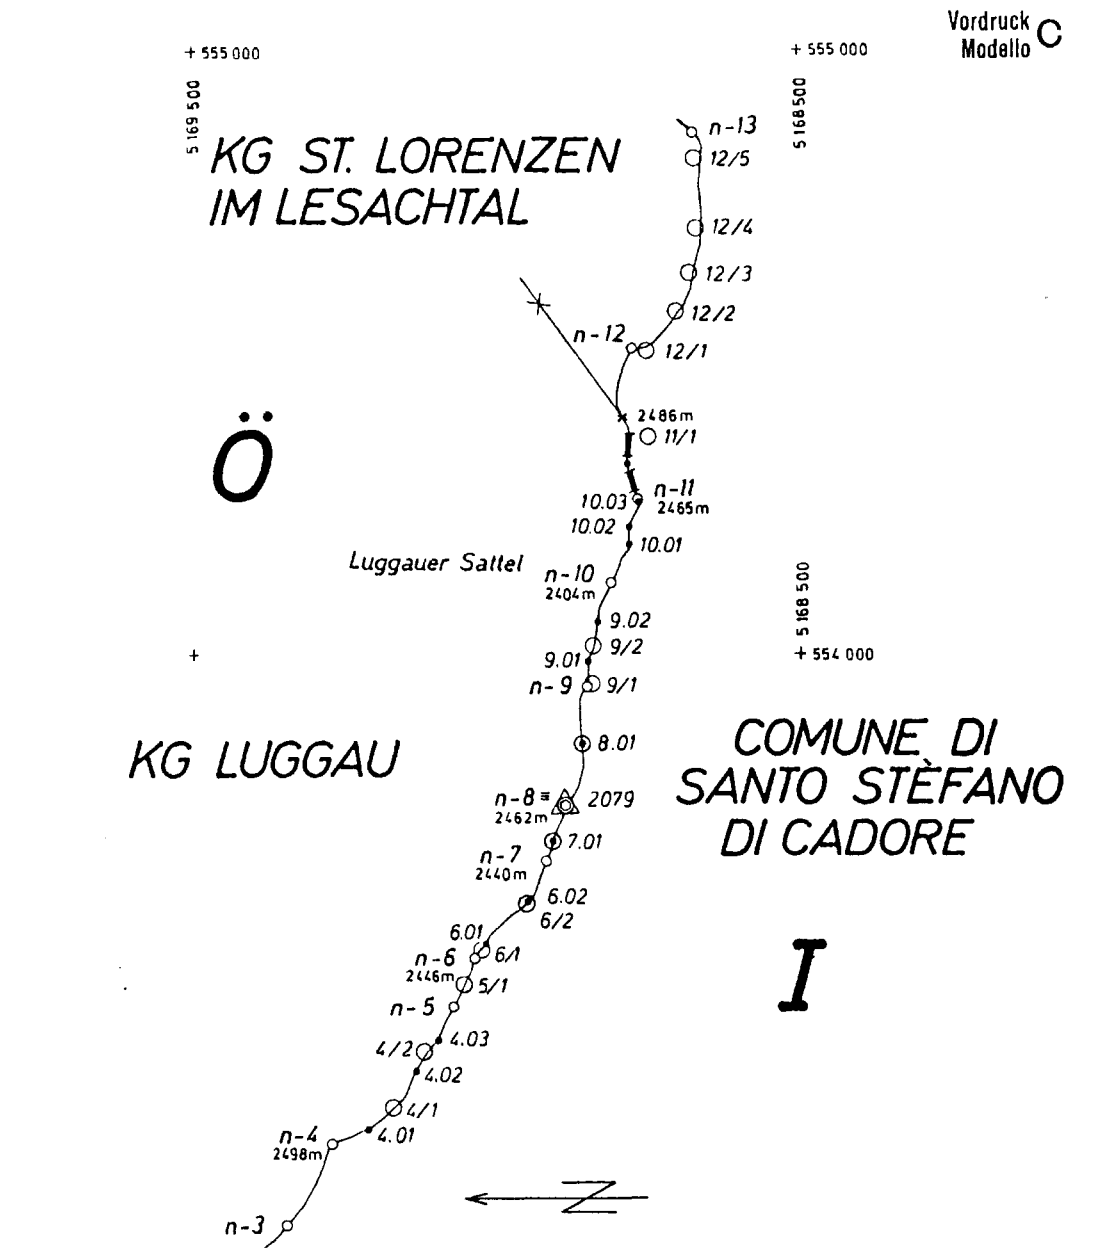 Vordruck
Modello C
+ 555 000
+ 555 000
5 169 500
5 168 500
n-13
KG ST. LORENZEN
IM LESACHTAL
12/5
12/4
12/3
12/2
n-12
12/1
2486m
11/1
Ö
n-11
10.03
2465m
10.02
10.01
Luggauer Sattel
n-10
2404m
5 168 500
9.02
9/2
+ 554 000
9.01
n-9
9/1
8.01
KG LUGGAU
COMUNE DI
SANTO STÈFANO
DI CADORE
n-8 ≡ 2079
2462m
7.01
n-7
2440m
6.02
6/2
6.01
6/1
n-6
2446m
5/1
I
n-5
4.03
4/2
4.02
4/1
4.01
n-4
2498m
Z
n-3